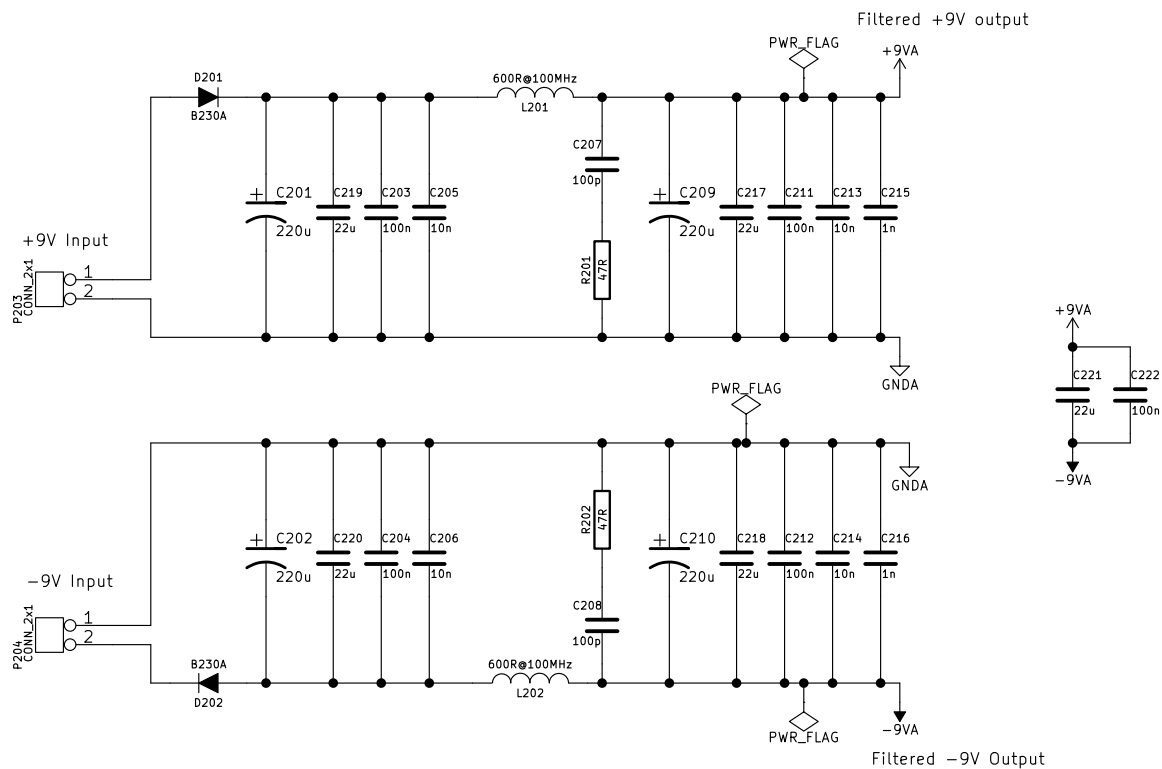 Filtered +9V output
PWR_FLAG
+9VA
D201
B230A
600R@100MHz
L201
C207
100p
+ C201
220u
C219
22u
C203
100n
C205
10n
+ C209
220u
C217
22u
C211
100n
C213
10n
C215
1n
R201
47R
+9V Input
P203
CONN_2x1
1
2
GNDA
+9VA
C221
22u
C222
100n
-9VA
PWR_FLAG
GNDA
R202
47R
+ C202
220u
C220
22u
C204
100n
C206
10n
+ C210
220u
C218
22u
C212
100n
C214
10n
C216
1n
-9V Input
P204
CONN_2x1
1
2
C208
100p
B230A
D202
600R@100MHz
L202
PWR_FLAG
-9VA
Filtered -9V Output